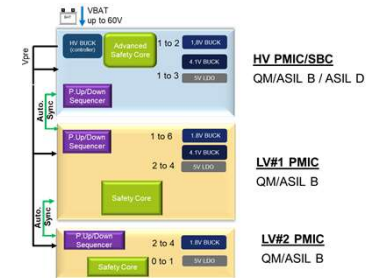 VBAT
up to 60V
Vpre
HV BUCK
(controller)
Advanced
Safety Core
1 to 2
1,8V BUCK
4.1V BUCK
1 to 3
5V LDO
P.Up/Down
Sequencer
HV PMIC/SBC
QM/ASIL B / ASIL D
Auto.
Sync
P.Up/Down
Sequencer
1 to 6
1.8V BUCK
4.1V BUCK
2 to 4
5V LDO
Safety Core
LV#1 PMIC
QM/ASIL B
Auto.
Sync
P.Up/Down
Sequencer
2 to 4
1.8V BUCK
Safety Core
0 to 1
5V LDO
LV#2 PMIC
QM/ASIL B